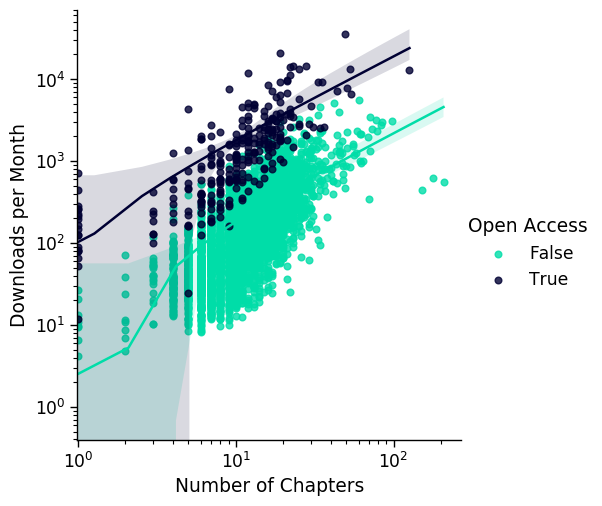 Downloads per Month
10⁴
10³
10²
10¹
10⁰
10⁰ 10¹ 10²
Number of Chapters
Open Access
False
True